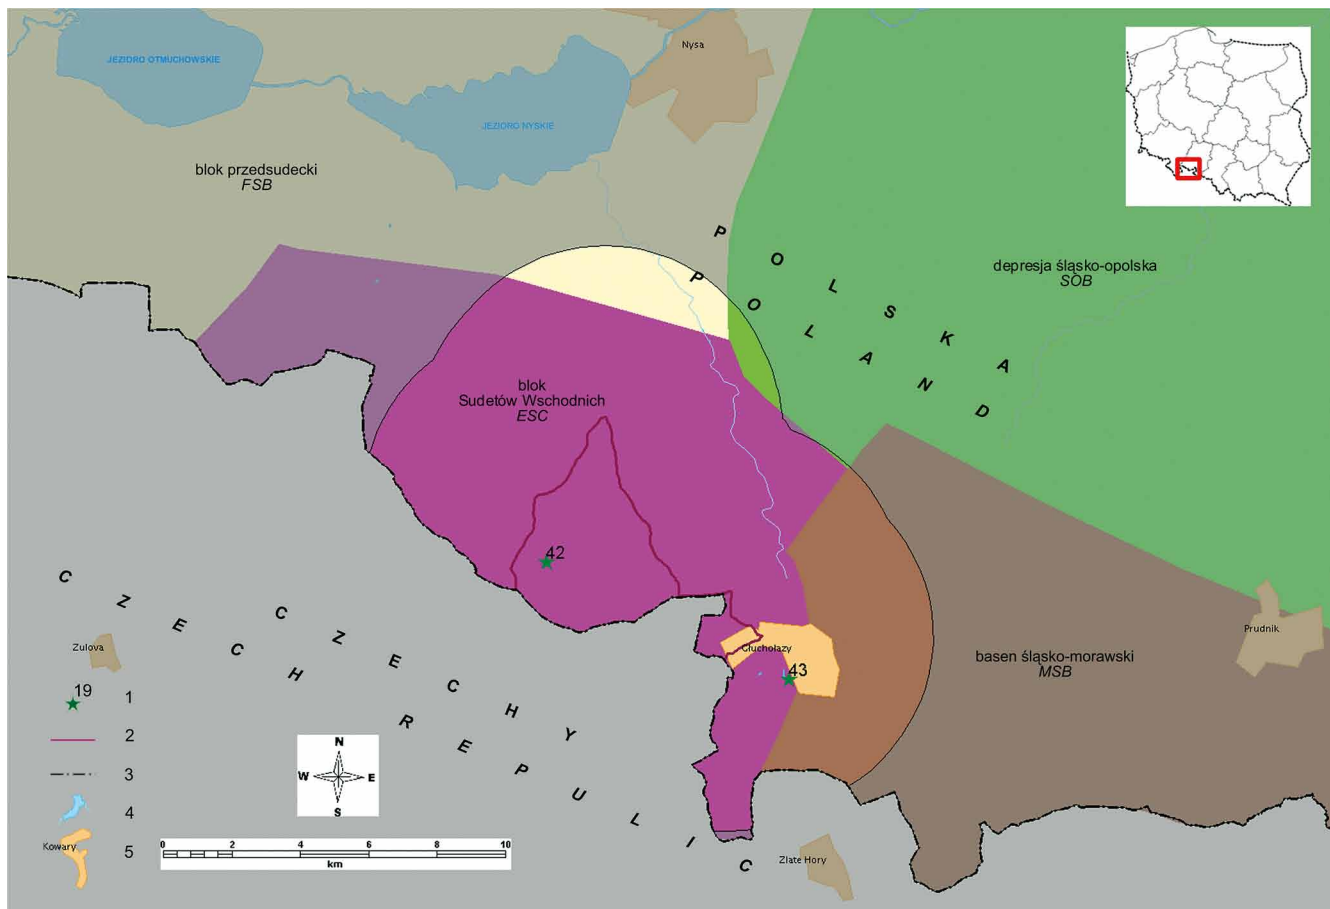 Nysa
JEZIORO OTMUCHOWSKIE
JEZIORO NYSKIE
blok przedsudecki
FSB
POLSKA
POLAND
depresja śląsko-opolska
SOB
blok
Sudetów Wschodnich
ESC
42
CZECHY
CZECH REPULIC
Zulova
Głuchołazy
43
Prudnik
basen śląsko-morawski
MSB
19
1
2
3
4
Kowary
5
N
W
E
S
0 2 4 6 8 10
km
Zlate Hory